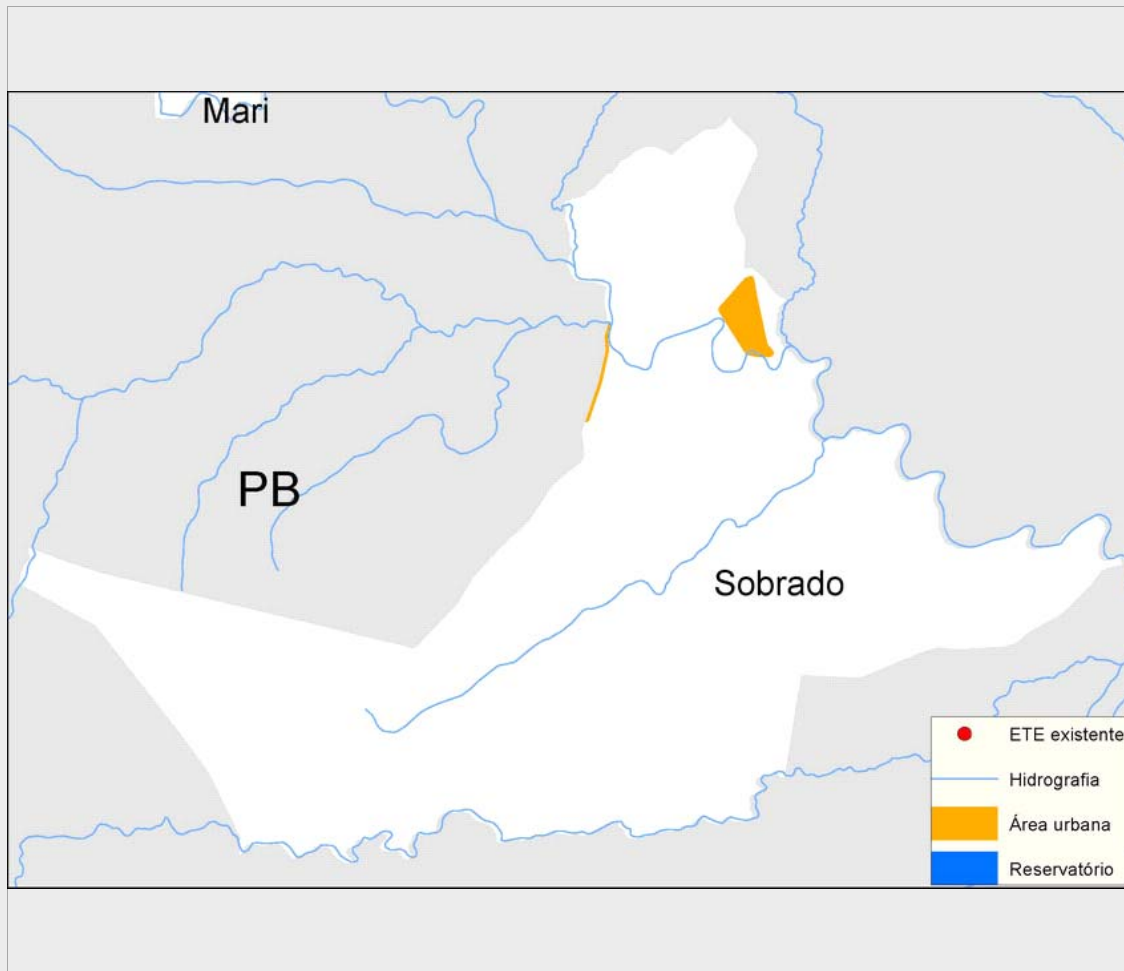 Mari
PB
Sobrado
ETE existente
Hidrografia
Área urbana
Reservatório